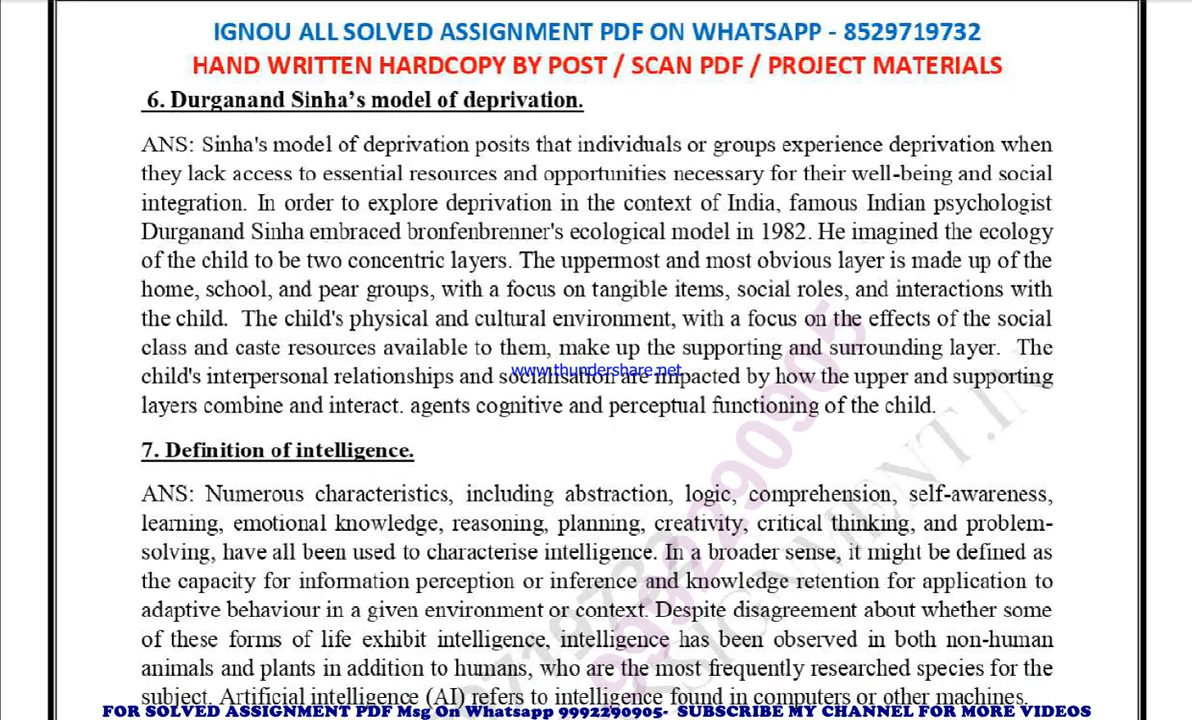 IGNOU ALL SOLVED ASSIGNMENT PDF ON WHATSAPP - 8529719732
HAND WRITTEN HARDCOPY BY POST / SCAN PDF / PROJECT MATERIALS
6. Durganand Sinha's model of deprivation.
ANS: Sinha's model of deprivation posits that individuals or groups experience deprivation when
they lack access to essential resources and opportunities necessary for their well-being and social
integration. In order to explore deprivation in the context of India, famous Indian psychologist
Durganand Sinha embraced bronfenbrenner's ecological model in 1982. He imagined the ecology
of the child to be two concentric layers. The uppermost and most obvious layer is made up of the
home, school, and pear groups, with a focus on tangible items, social roles, and interactions with
the child. The child's physical and cultural environment, with a focus on the effects of the social
class and caste resources available to them, make up the supporting and surrounding layer. The
www.thundershare.net
child's interpersonal relationships and socialisation are impacted by how the upper and supporting
layers combine and interact. agents cognitive and perceptual functioning of the child.
7. Definition of intelligence.
ANS: Numerous characteristics, including abstraction, logic, comprehension, self-awareness,
learning, emotional knowledge, reasoning, planning, creativity, critical thinking, and problem-
solving, have all been used to characterise intelligence. In a broader sense, it might be defined as
the capacity for information perception or inference and knowledge retention for application to
adaptive behaviour in a given environment or context. Despite disagreement about whether some
of these forms of life exhibit intelligence, intelligence has been observed in both non-human
animals and plants in addition to humans, who are the most frequently researched species for the
subject. Artificial intelligence (AI) refers to intelligence found in computers or other machines.
FOR SOLVED ASSIGNMENT PDF Msg On Whatsapp 9992290905- SUBSCRIBE MY CHANNEL FOR MORE VIDEOS
9992290905